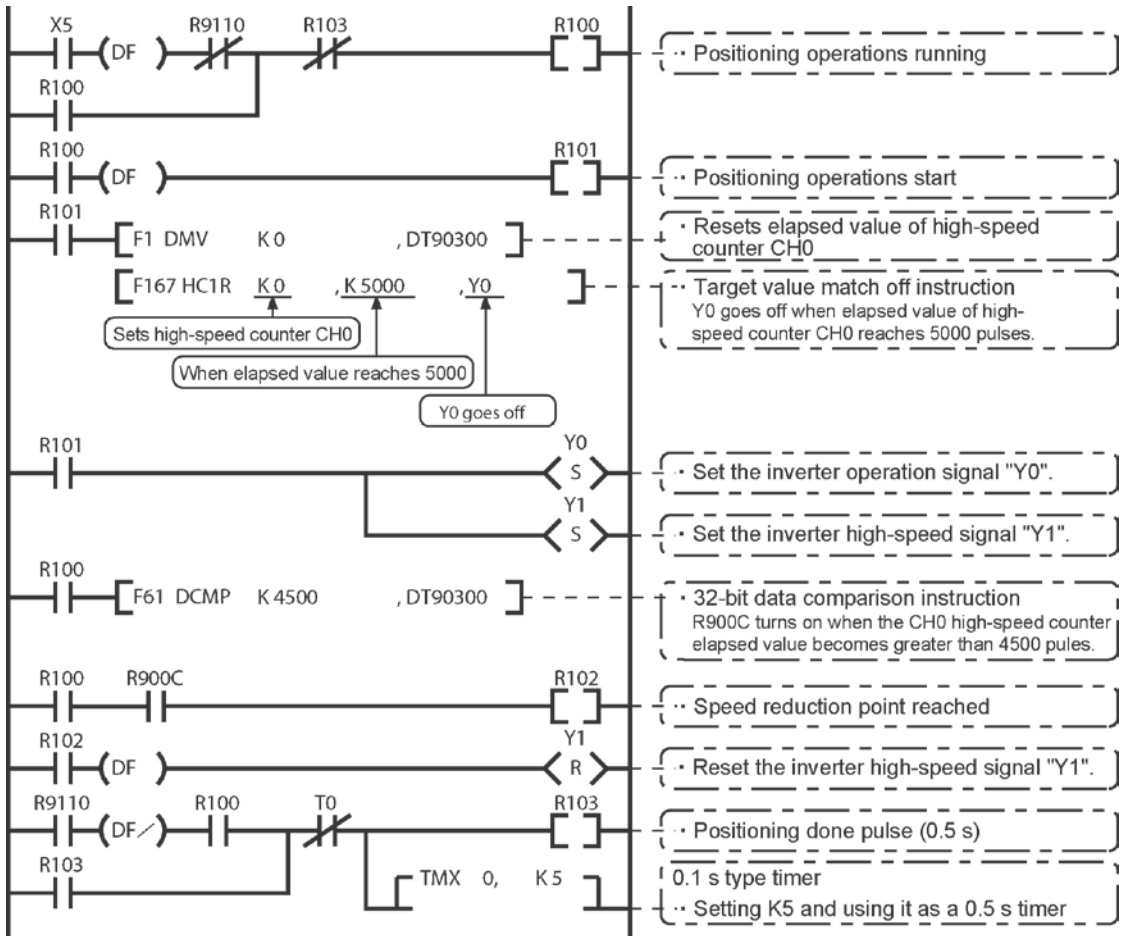 X5 R9110 R103 R100
DF
Positioning operations running
R100
R100 R101
DF
Positioning operations start
R101
F1 DMV K 0 , DT90300
Resets elapsed value of high-speed
counter CH0
F167 HC1R K 0 , K 5000 , Y0
Target value match off instruction
Y0 goes off when elapsed value of high-
speed counter CH0 reaches 5000 pulses.
Sets high-speed counter CH0
When elapsed value reaches 5000
Y0 goes off
R101 Y0
S
Set the inverter operation signal "Y0".
Y1
S
Set the inverter high-speed signal "Y1".
R100
F61 DCMP K 4500 , DT90300
32-bit data comparison instruction
R900C turns on when the CH0 high-speed counter
elapsed value becomes greater than 4500 pules.
R100 R900C R102
Speed reduction point reached
R102 Y1
DF R
Reset the inverter high-speed signal "Y1".
R9110 R100 T0 R103
DF/
Positioning done pulse (0.5 s)
R103
TMX 0, K 5
0.1 s type timer
Setting K5 and using it as a 0.5 s timer